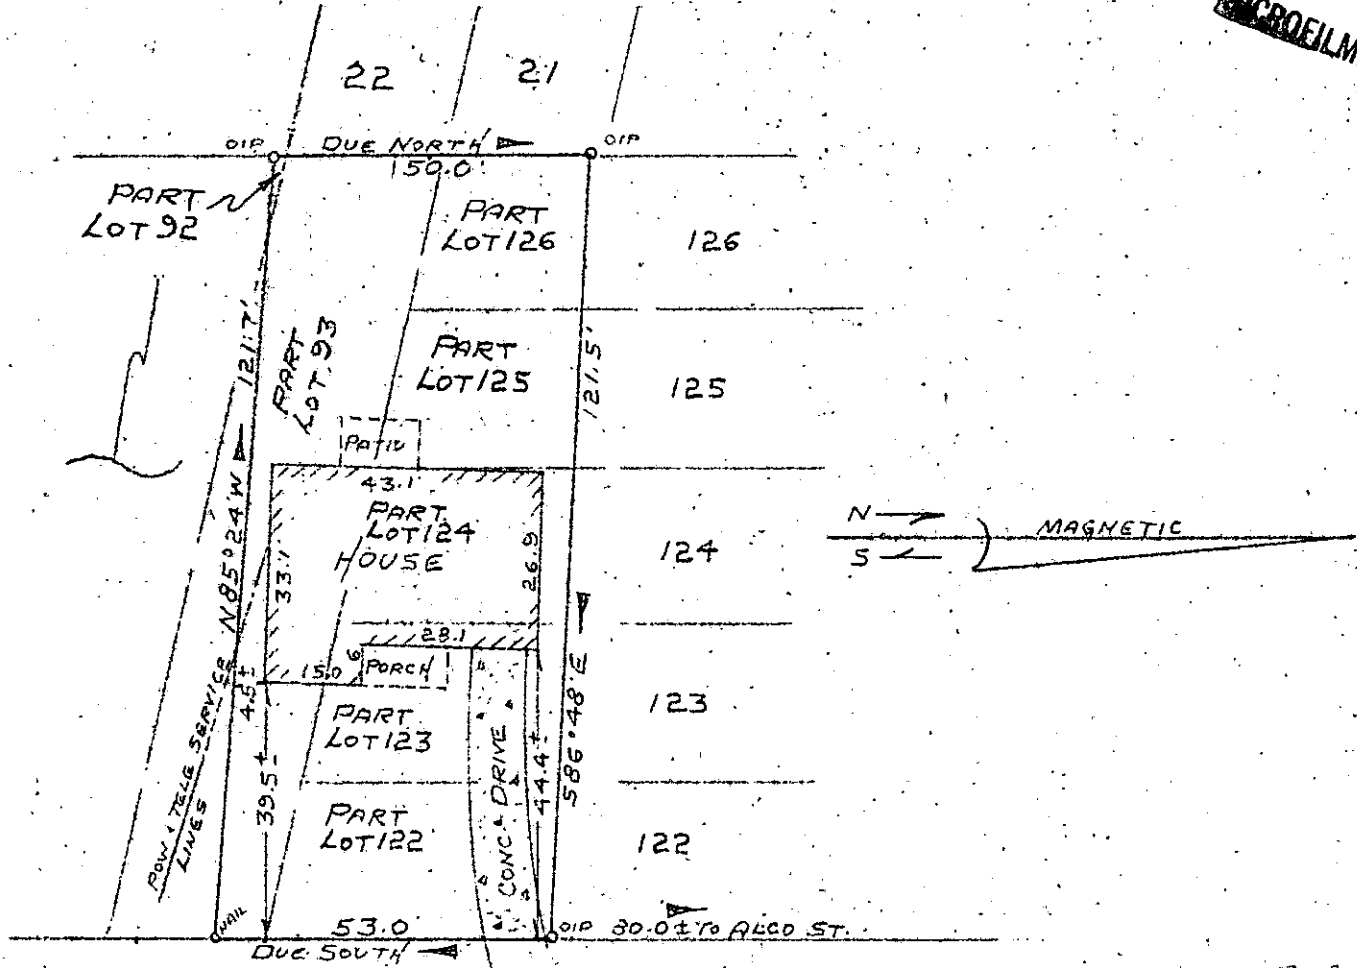 22
21
OIP
DUE NORTH
OIP
150.0'
PART
LOT 92
PART
LOT 126
126
121.7'
PART
LOT 93
PART
LOT 125
121.5'
125
PATIO
43.1
PART
LOT 124
HOUSE
33.1
26.9
124
N
S
MAGNETIC
N 85° 24' W
28.1
6
15.0
PORCH
4.5±
PART
LOT 123
123
S 86° 48' E
POW & TELE SERVICE
LINES
39.5±
44.4±
CONC. DRIVE
PART
LOT 122
122
NAIL
53.0
OIP
30.0± TO ALCO ST.
DUE SOUTH